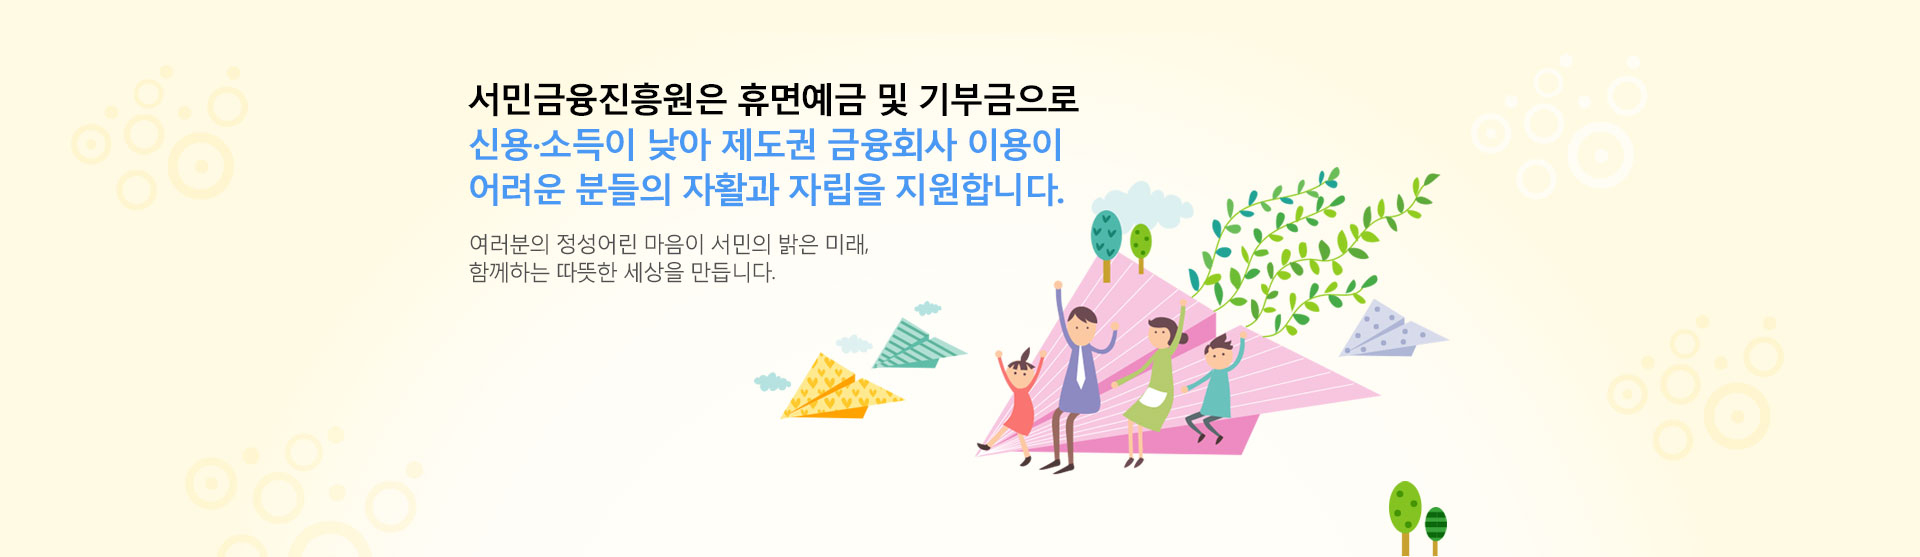 서민금융진흥원은 휴면예금 및 기부금으로
신용·소득이 낮아 제도권 금융회사 이용이
어려운 분들의 자활과 자립을 지원합니다.
여러분의 정성어린 마음이 서민의 밝은 미래,
함께하는 따뜻한 세상을 만듭니다.